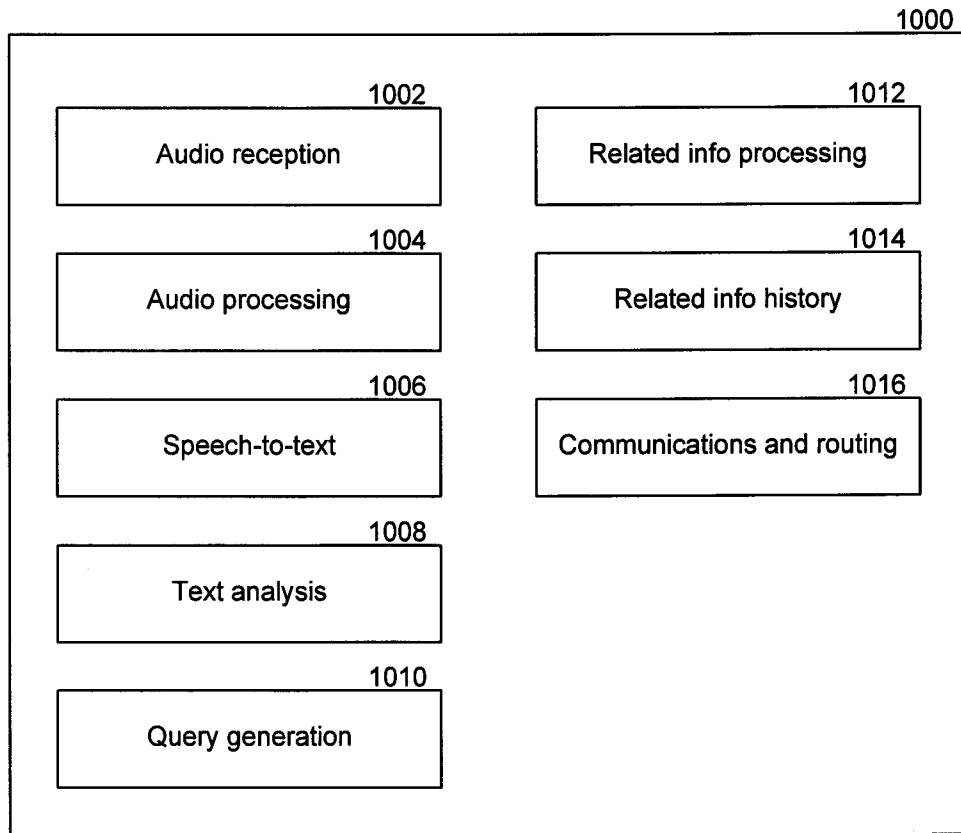 1000
1002
Audio reception
1004
Audio processing
1006
Speech-to-text
1008
Text analysis
1010
Query generation
1012
Related info processing
1014
Related info history
1016
Communications and routing